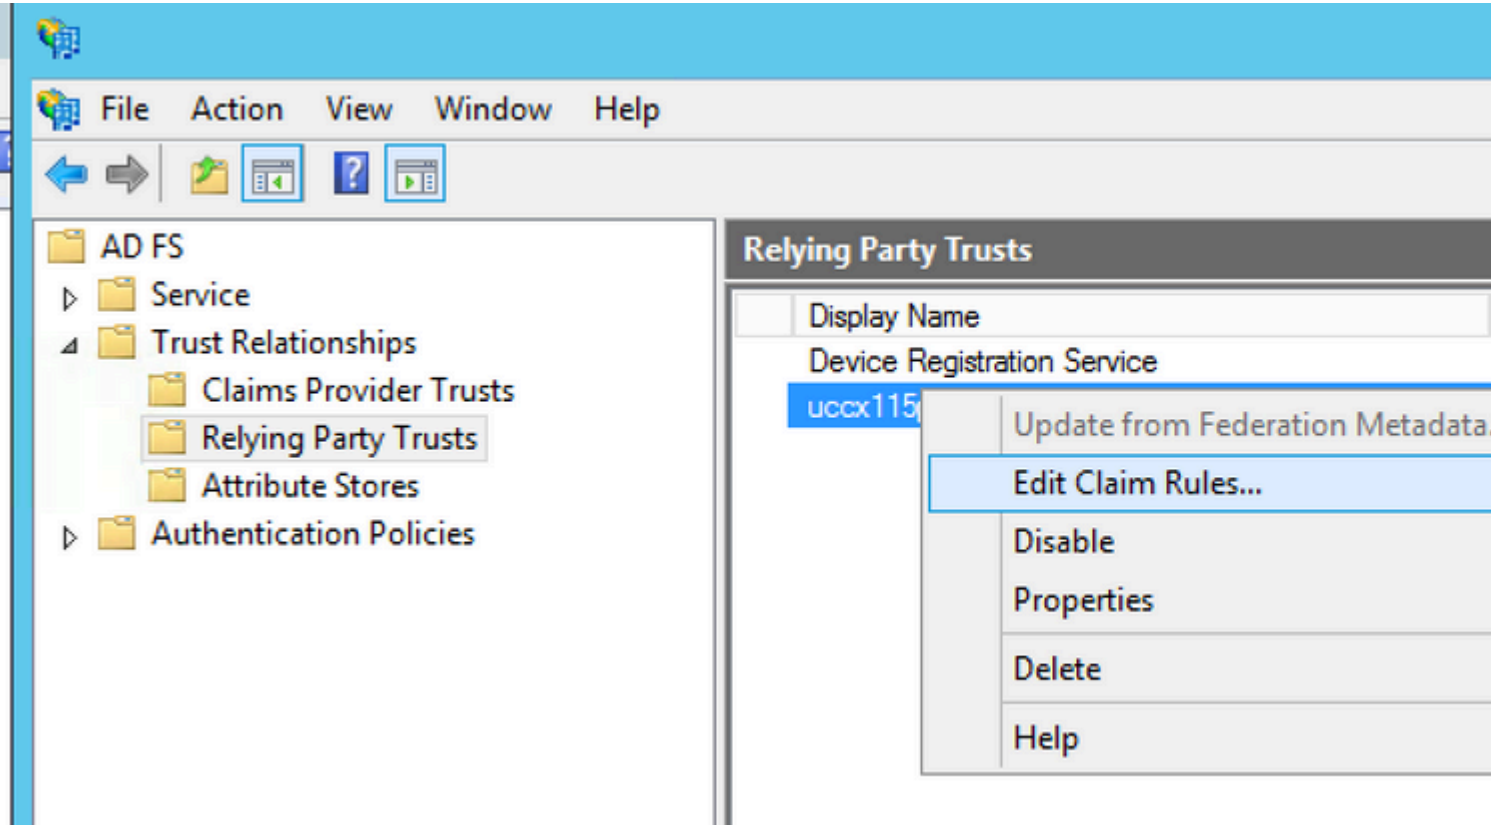 File Action View Window Help
AD FS
Service
Trust Relationships
Claims Provider Trusts
Relying Party Trusts
Attribute Stores
Authentication Policies
Relying Party Trusts
Display Name
Device Registration Service
uccx115
Update from Federation Metadata.
Edit Claim Rules...
Disable
Properties
Delete
Help